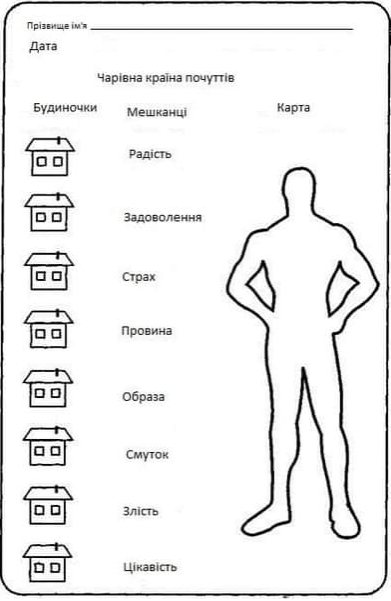 Прізвище ім'я
Дата
Чарівна країна почуттів
Будиночки Мешканці Карта
Радість
Задоволення
Страх
Провина
Образа
Смуток
Злість
Цікавість